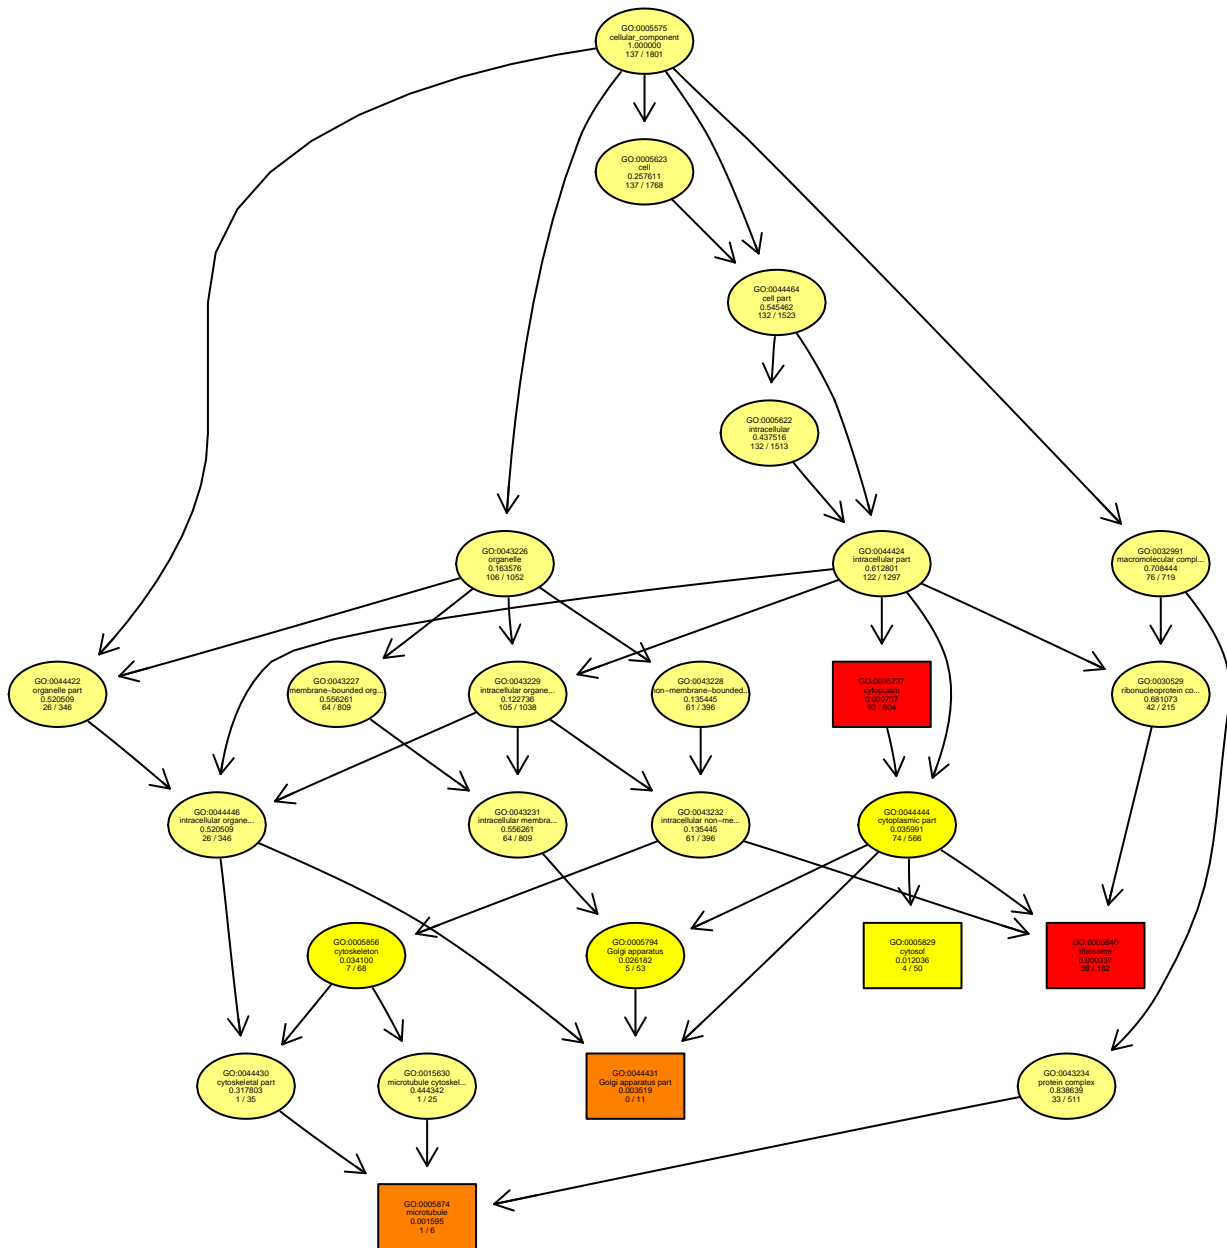 GO:0005575
cellular_component
1.000000
137 / 1801
GO:0005623
cell
0.257611
137 / 1768
GO:0044464
cell part
0.545462
132 / 1523
GO:0005622
intracellular
0.437516
132 / 1513
GO:0043226
organelle
0.163576
106 / 1052
GO:0044424
intracellular part
0.612801
122 / 1297
GO:0032991
macromolecular compl...
0.708444
76 / 719
GO:0044422
organelle part
0.520509
26 / 346
GO:0043227
membrane−bounded org...
0.556261
64 / 809
GO:0043229
intracellular organe...
0.122736
105 / 1038
GO:0043228
non−membrane−bounded...
0.135445
61 / 396
GO:0005737
cytoplasm
0.000737
93 / 804
GO:0030529
ribonucleoprotein co...
0.681073
42 / 215
GO:0044446
intracellular organe...
0.520509
26 / 346
GO:0043231
intracellular membra...
0.556261
64 / 809
GO:0043232
intracellular non−me...
0.135445
61 / 396
GO:0044444
cytoplasmic part
0.035991
74 / 566
GO:0005856
cytoskeleton
0.034100
7 / 68
GO:0005794
Golgi apparatus
0.026182
5 / 53
GO:0005829
cytosol
0.012036
4 / 50
GO:0005840
ribosome
0.000337
38 / 182
GO:0044430
cytoskeletal part
0.317803
1 / 35
GO:0015630
microtubule cytoskel...
0.444342
1 / 25
GO:0044431
Golgi apparatus part
0.003519
0 / 11
GO:0043234
protein complex
0.838639
33 / 511
GO:0005874
microtubule
0.001595
1 / 6